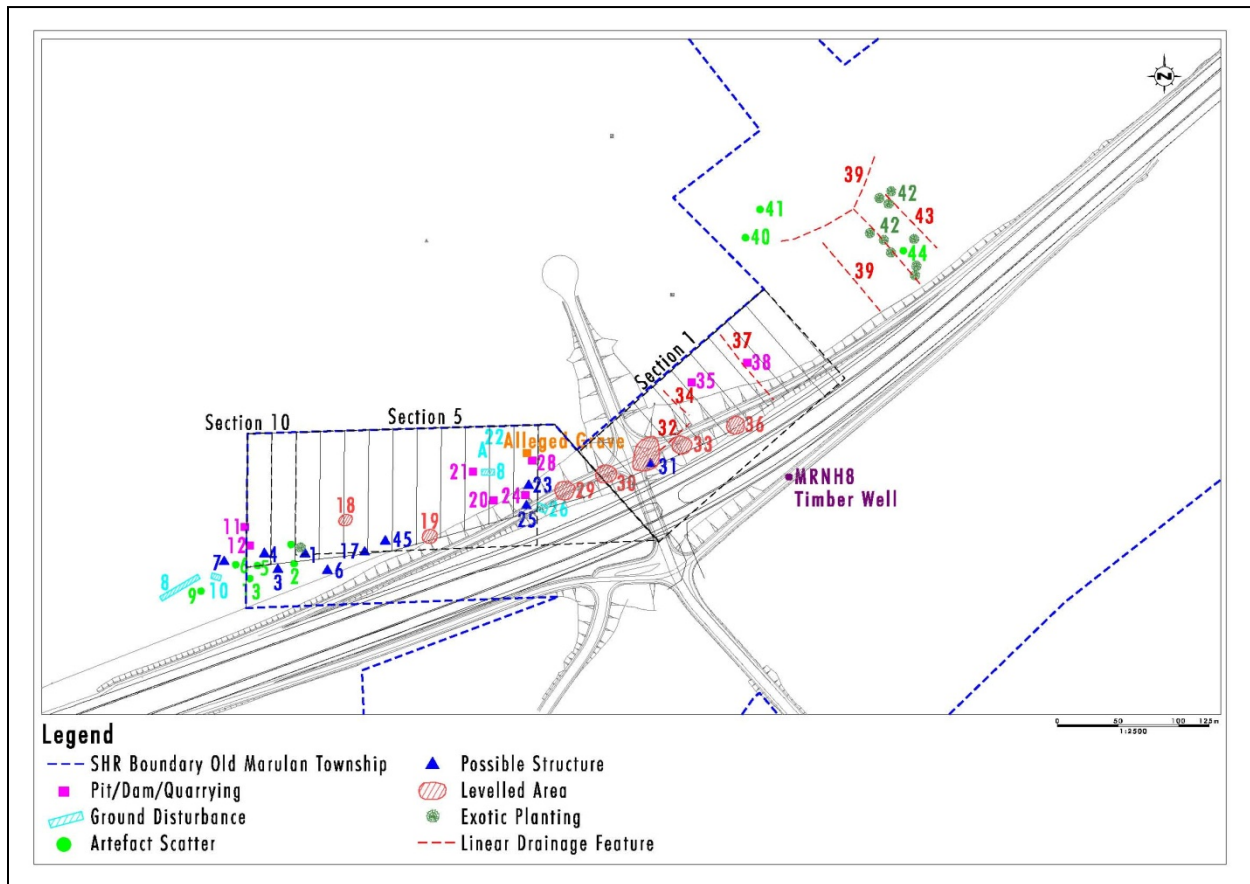 N
39
42
43
41
40
42
44
39
Section 1
37
38
35
34
Section 10
Section 5
22
Alleged Grave
A
32
33
36
21
8
28
31
23
30
29
MRNH8
Timber Well
20
24
25
26
18
19
11
12
45
17
7
6
5
4
3
1
2
6
8
10
9
13
0 50 100 125m
1:2500
Legend
SHR Boundary Old Marulan Township
Possible Structure
Pit/Dam/Quarrying
Levelled Area
Ground Disturbance
Exotic Planting
Artefact Scatter
Linear Drainage Feature